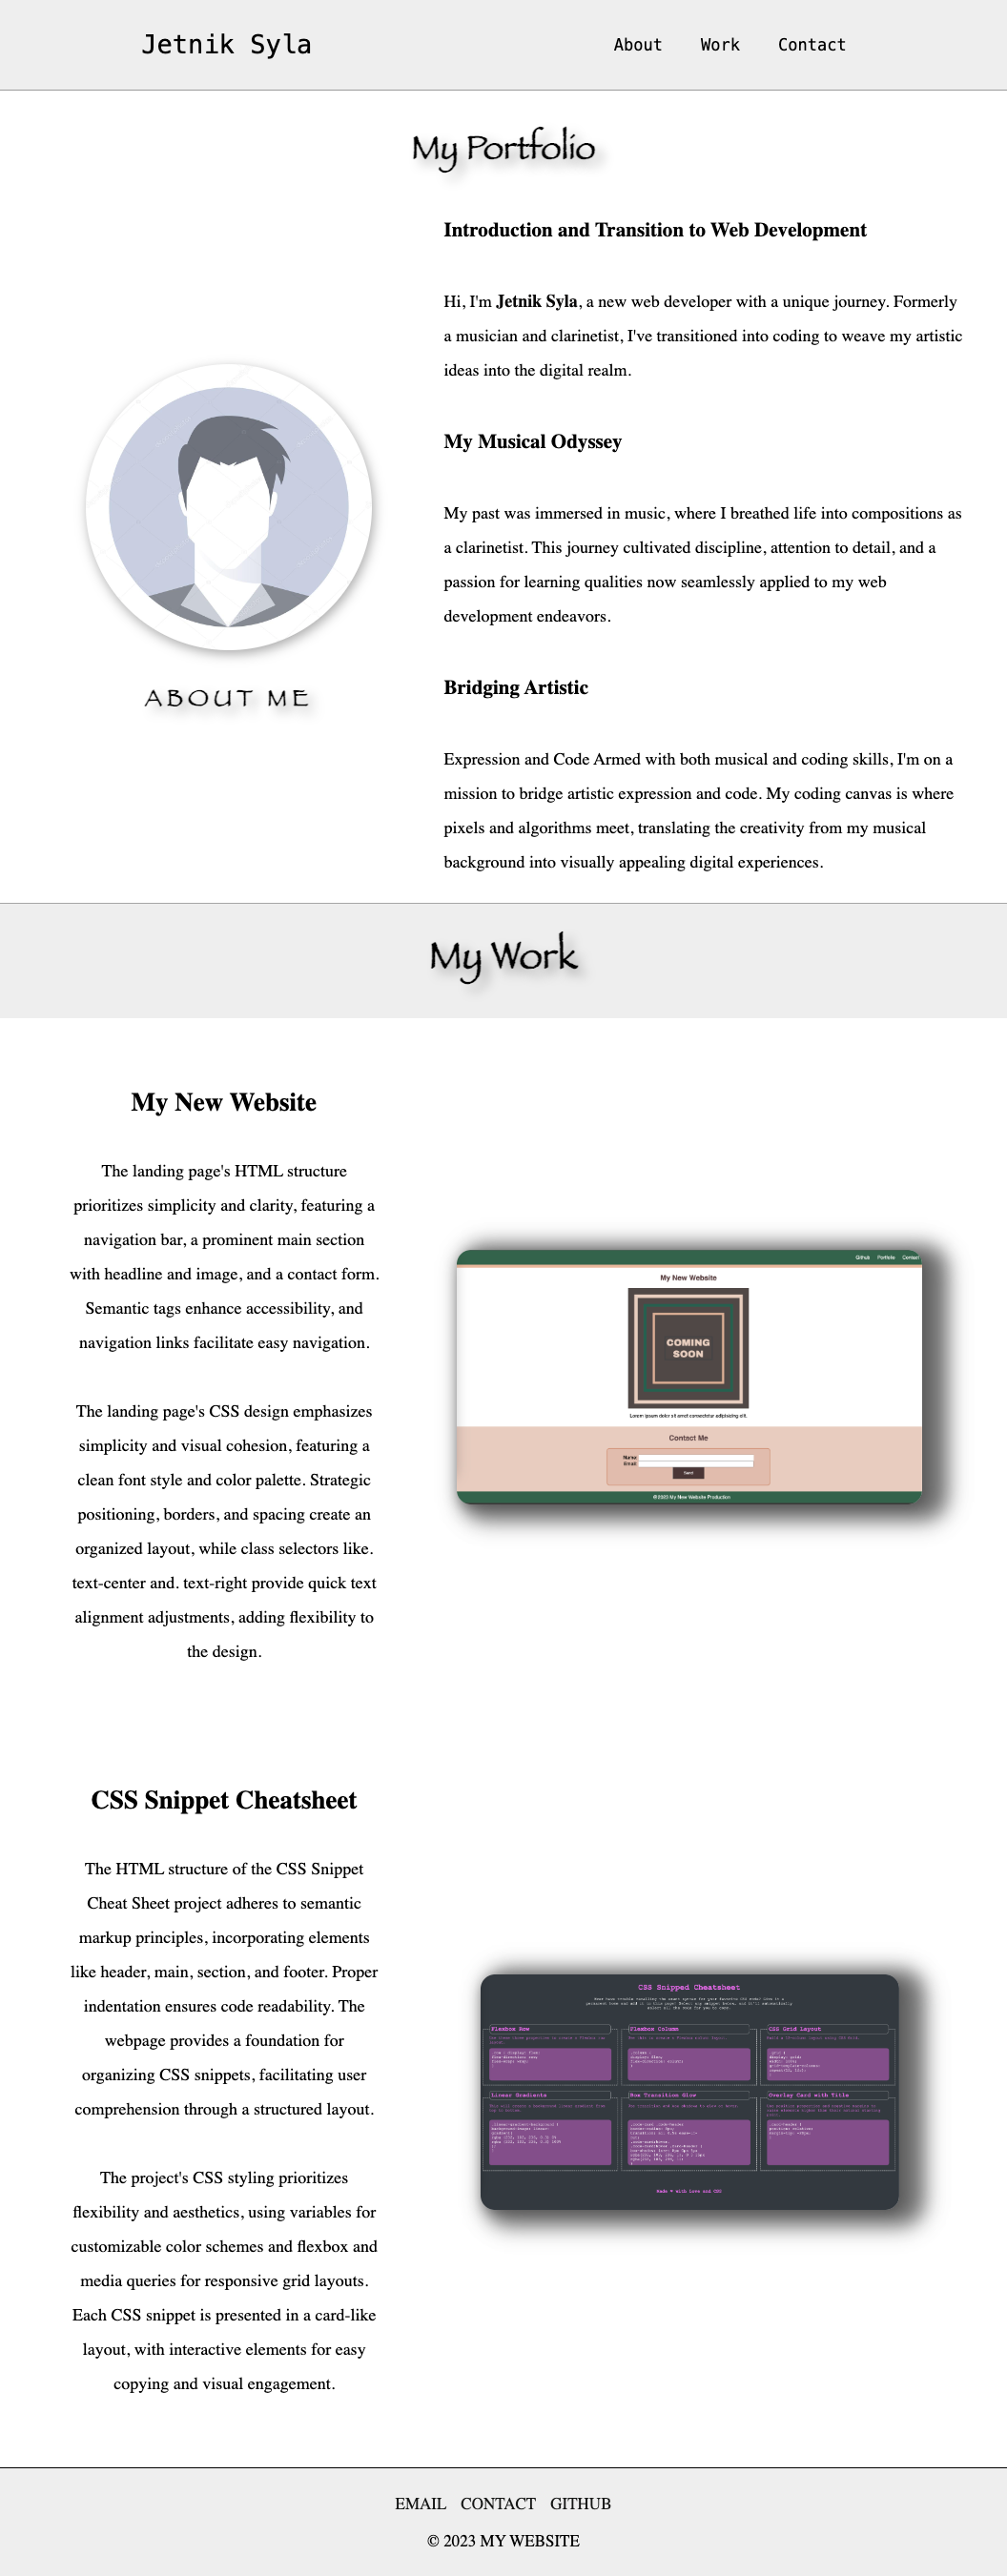 Jetnik Syla
About Work Contact
My Portfolio
Introduction and Transition to Web Development
Hi, I'm Jetnik Syla, a new web developer with a unique journey. Formerly
a musician and clarinetist, I've transitioned into coding to weave my artistic
ideas into the digital realm.
My Musical Odyssey
My past was immersed in music, where I breathed life into compositions as
a clarinetist. This journey cultivated discipline, attention to detail, and a
passion for learning qualities now seamlessly applied to my web
development endeavors.
ABOUT ME
Bridging Artistic
Expression and Code Armed with both musical and coding skills, I'm on a
mission to bridge artistic expression and code. My coding canvas is where
pixels and algorithms meet, translating the creativity from my musical
background into visually appealing digital experiences.
My Work
My New Website
The landing page's HTML structure
prioritizes simplicity and clarity, featuring a
navigation bar, a prominent main section
with headline and image, and a contact form.
Semantic tags enhance accessibility, and
navigation links facilitate easy navigation.
The landing page's CSS design emphasizes
simplicity and visual cohesion, featuring a
clean font style and color palette. Strategic
positioning, borders, and spacing create an
organized layout, while class selectors like.
text-center and. text-right provide quick text
alignment adjustments, adding flexibility to
the design.
Github Portfolio Contact
My New Website
COMING
SOON
Lorem ipsum dolor sit amet consectetur adipisicing elit.
Contact Me
Name:
Email:
Send
©2023 My New Website Production
CSS Snippet Cheatsheet
The HTML structure of the CSS Snippet
Cheat Sheet project adheres to semantic
markup principles, incorporating elements
like header, main, section, and footer. Proper
indentation ensures code readability. The
webpage provides a foundation for
organizing CSS snippets, facilitating user
comprehension through a structured layout.
The project's CSS styling prioritizes
flexibility and aesthetics, using variables for
customizable color schemes and flexbox and
media queries for responsive grid layouts.
Each CSS snippet is presented in a card-like
layout, with interactive elements for easy
copying and visual engagement.
CSS Snipped Cheatsheet
Flexbox Row
Flexbox Column
CSS Grid Layout
Linear Gradients
Box Transition Glow
Overlay Card with Title
Made ♥ with Love and CSS
EMAIL CONTACT GITHUB
© 2023 MY WEBSITE